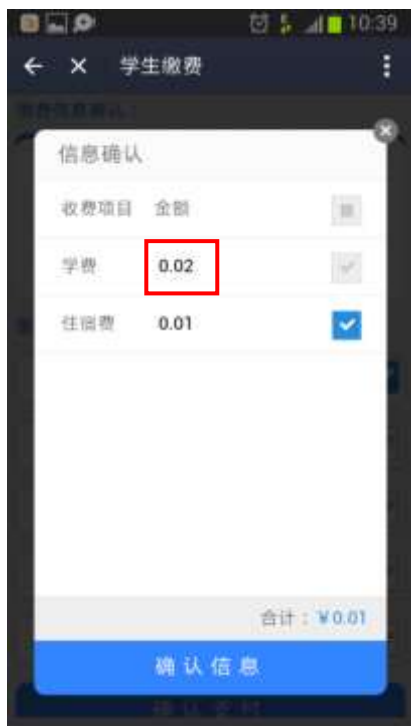 10:39
学生缴费
信息确认
收费项目 金额
学费 0.02
住宿费 0.01
合计：￥0.01
确认信息